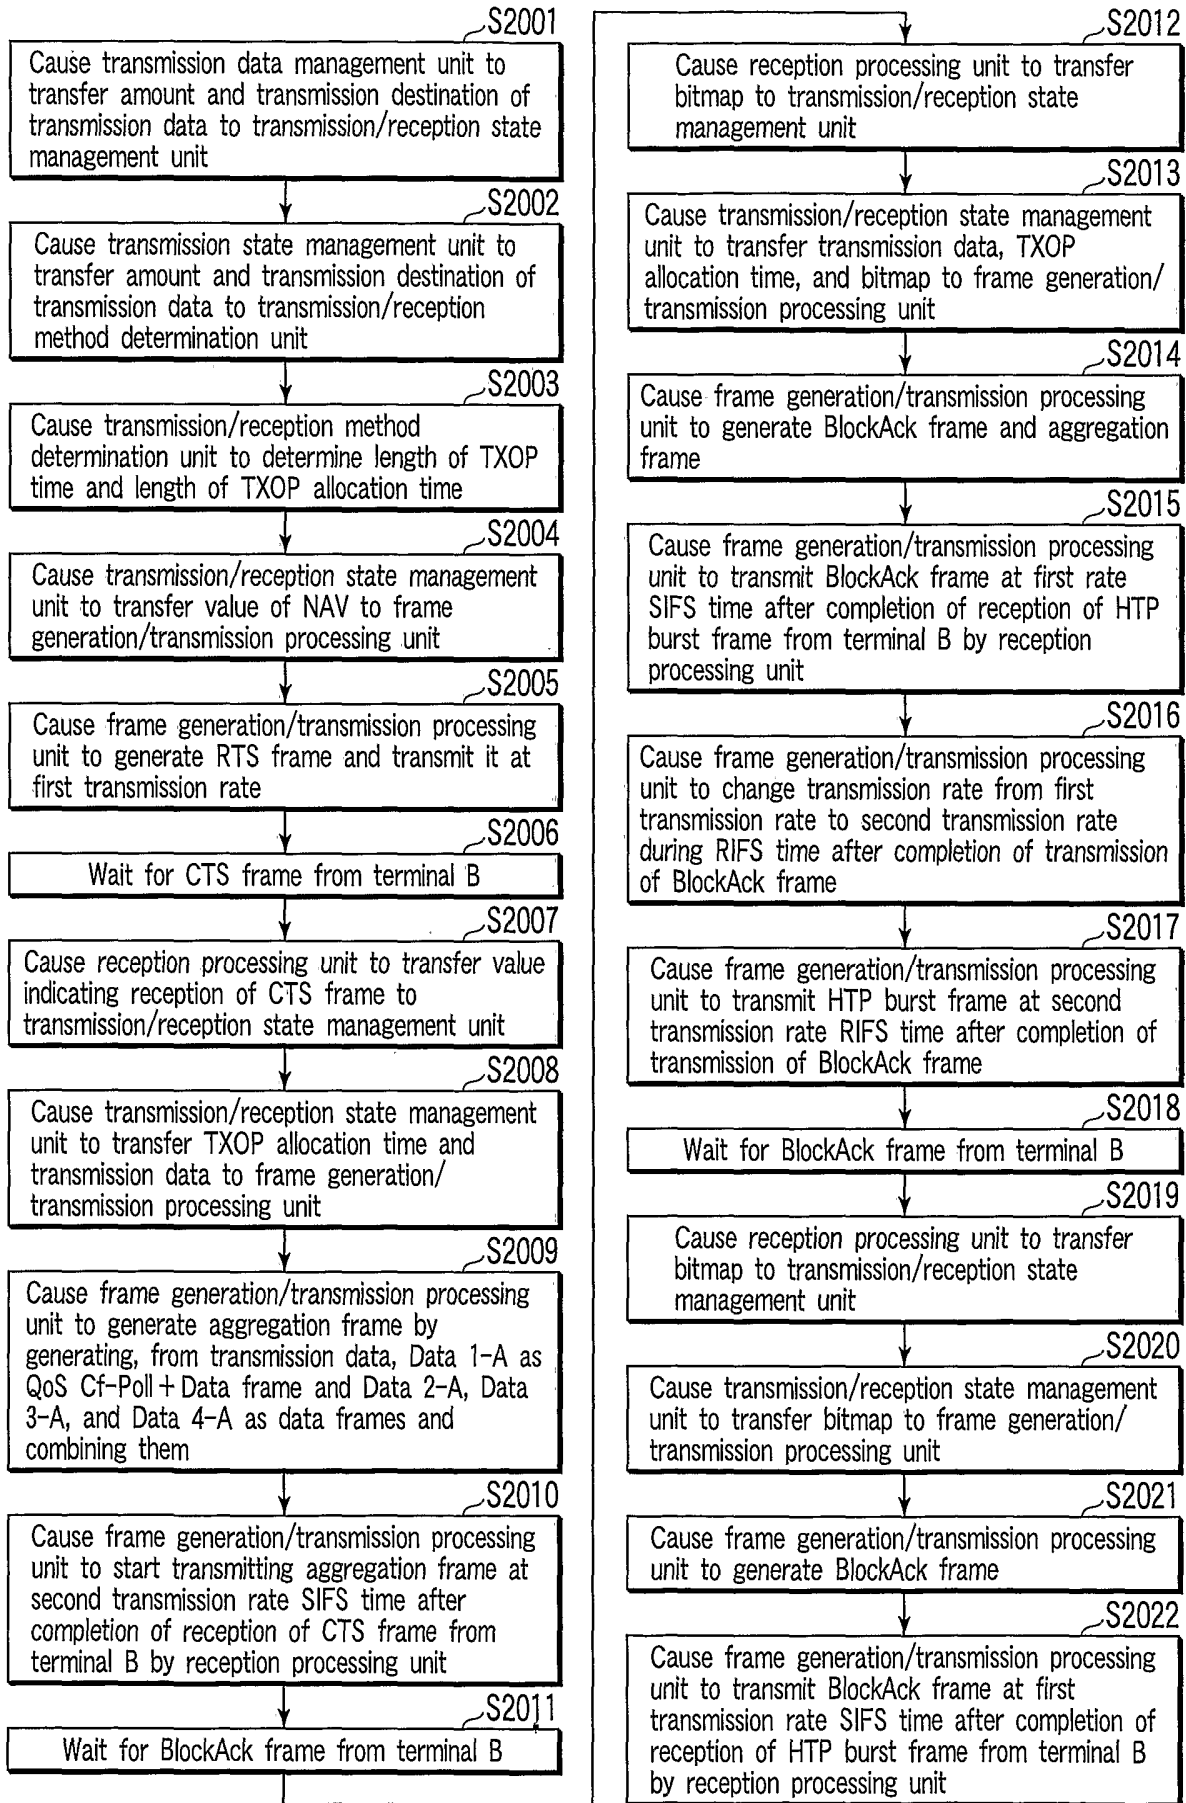 S2001
Cause transmission data management unit to
transfer amount and transmission destination of
transmission data to transmission/reception state
management unit
S2002
Cause transmission state management unit to
transfer amount and transmission destination of
transmission data to transmission/reception
method determination unit
S2003
Cause transmission/reception method
determination unit to determine length of TXOP
time and length of TXOP allocation time
S2004
Cause transmission/reception state management
unit to transfer value of NAV to frame
generation/transmission processing unit
S2005
Cause frame generation/transmission processing
unit to generate RTS frame and transmit it at
first transmission rate
S2006
Wait for CTS frame from terminal B
S2007
Cause reception processing unit to transfer value
indicating reception of CTS frame to
transmission/reception state management unit
S2008
Cause transmission/reception state management
unit to transfer TXOP allocation time and
transmission data to frame generation/
transmission processing unit
S2009
Cause frame generation/transmission processing
unit to generate aggregation frame by
generating, from transmission data, Data 1-A as
QoS Cf-Poll+Data frame and Data 2-A, Data
3-A, and Data 4-A as data frames and
combining them
S2010
Cause frame generation/transmission processing
unit to start transmitting aggregation frame at
second transmission rate SIFS time after
completion of reception of CTS frame from
terminal B by reception processing unit
S2011
Wait for BlockAck frame from terminal B
S2012
Cause reception processing unit to transfer
bitmap to transmission/reception state
management unit
S2013
Cause transmission/reception state management
unit to transfer transmission data, TXOP
allocation time, and bitmap to frame generation/
transmission processing unit
S2014
Cause frame generation/transmission processing
unit to generate BlockAck frame and aggregation
frame
S2015
Cause frame generation/transmission processing
unit to transmit BlockAck frame at first rate
SIFS time after completion of reception of HTP
burst frame from terminal B by reception
processing unit
S2016
Cause frame generation/transmission processing
unit to change transmission rate from first
transmission rate to second transmission rate
during RIFS time after completion of transmission
of BlockAck frame
S2017
Cause frame generation/transmission processing
unit to transmit HTP burst frame at second
transmission rate RIFS time after completion of
transmission of BlockAck frame
S2018
Wait for BlockAck frame from terminal B
S2019
Cause reception processing unit to transfer
bitmap to transmission/reception state
management unit
S2020
Cause transmission/reception state management
unit to transfer bitmap to frame generation/
transmission processing unit
S2021
Cause frame generation/transmission processing
unit to generate BlockAck frame
S2022
Cause frame generation/transmission processing
unit to transmit BlockAck frame at first
transmission rate SIFS time after completion of
reception of HTP burst frame from terminal B
by reception processing unit